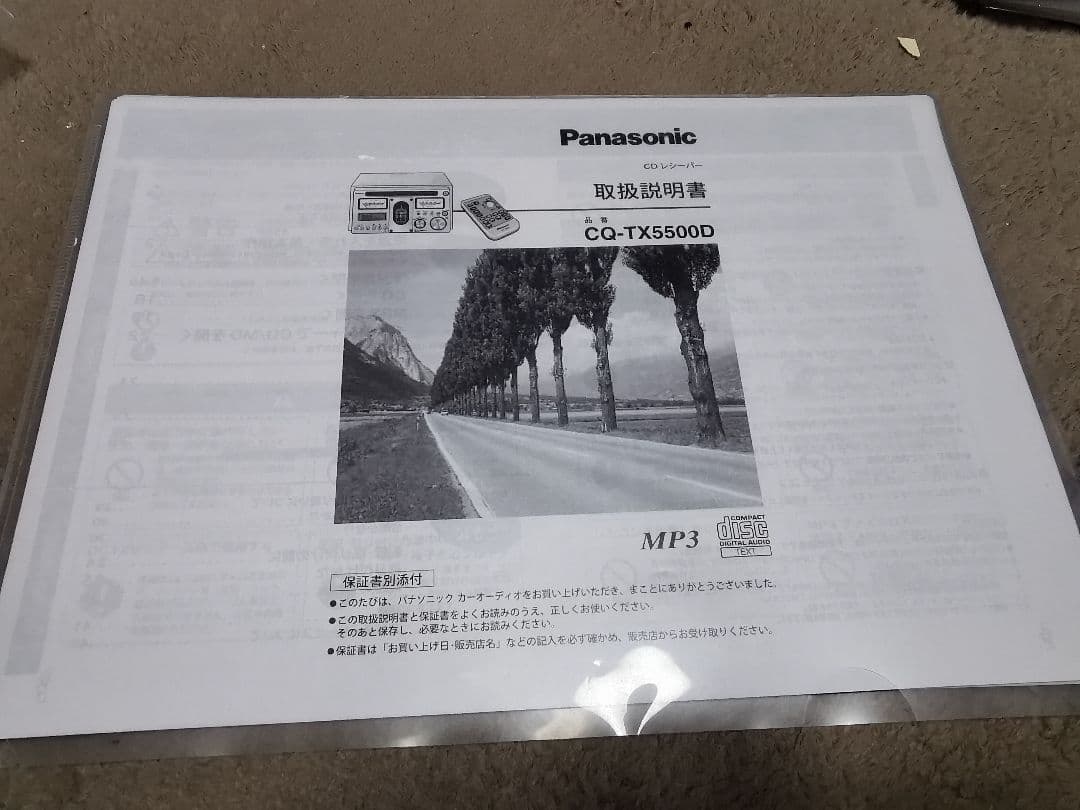 Panasonic
CDレシーバー
取扱説明書
品番
CQ-TX5500D
MP3
COMPACT
disc
DIGITAL AUDIO
TEXT
保証書別添付
●このたびは、パナソニック カーオーディオをお買い上げいただき、まことにありがとうございました。
●この取扱説明書と保証書をよくお読みのうえ、正しくお使いください。
そのあと保存し、必要なときにお読みください。
●保証書は「お買い上げ日・販売店名」などの記入を必ず確かめ、販売店からお受け取りください。